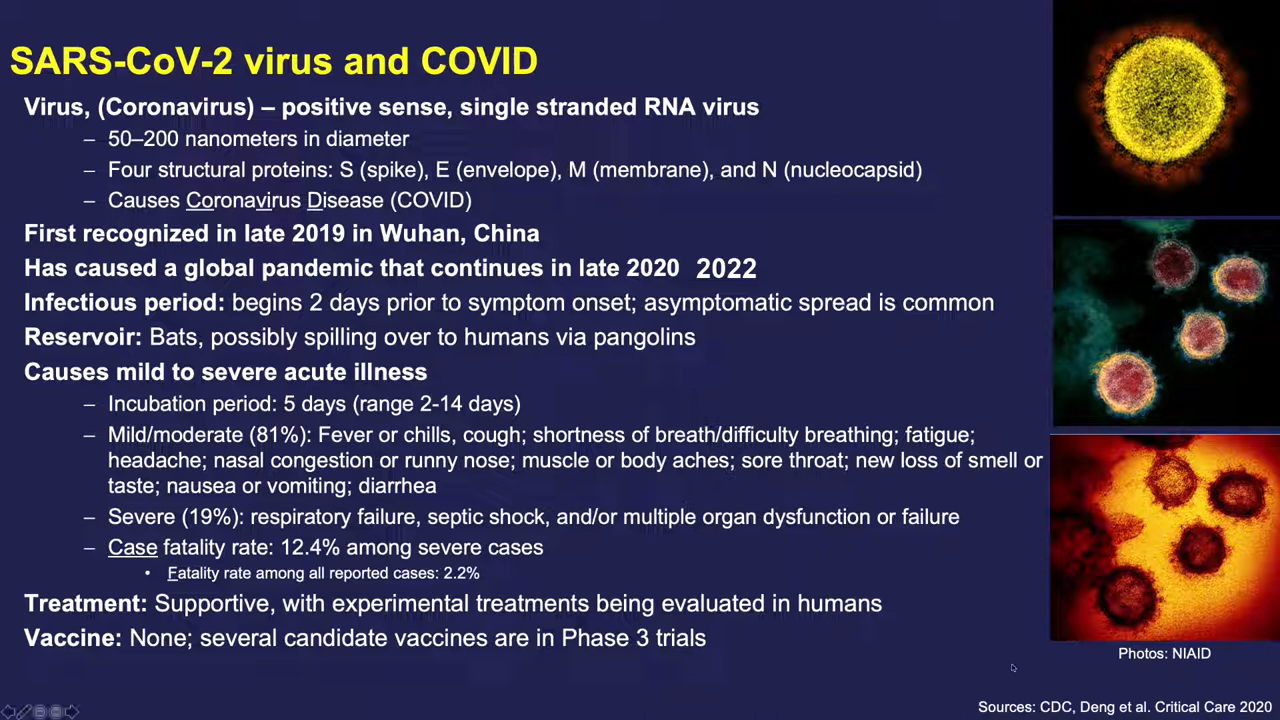 SARS-CoV-2 virus and COVID
Virus, (Coronavirus) – positive sense, single stranded RNA virus
– 50–200 nanometers in diameter
– Four structural proteins: S (spike), E (envelope), M (membrane), and N (nucleocapsid)
– Causes Coronavirus Disease (COVID)
First recognized in late 2019 in Wuhan, China
Has caused a global pandemic that continues in late 2020 2022
Infectious period: begins 2 days prior to symptom onset; asymptomatic spread is common
Reservoir: Bats, possibly spilling over to humans via pangolins
Causes mild to severe acute illness
– Incubation period: 5 days (range 2-14 days)
– Mild/moderate (81%): Fever or chills, cough; shortness of breath/difficulty breathing; fatigue;
headache; nasal congestion or runny nose; muscle or body aches; sore throat; new loss of smell or
taste; nausea or vomiting; diarrhea
– Severe (19%): respiratory failure, septic shock, and/or multiple organ dysfunction or failure
– Case fatality rate: 12.4% among severe cases
• Fatality rate among all reported cases: 2.2%
Treatment: Supportive, with experimental treatments being evaluated in humans
Vaccine: None; several candidate vaccines are in Phase 3 trials
Photos: NIAID
Sources: CDC, Deng et al. Critical Care 2020